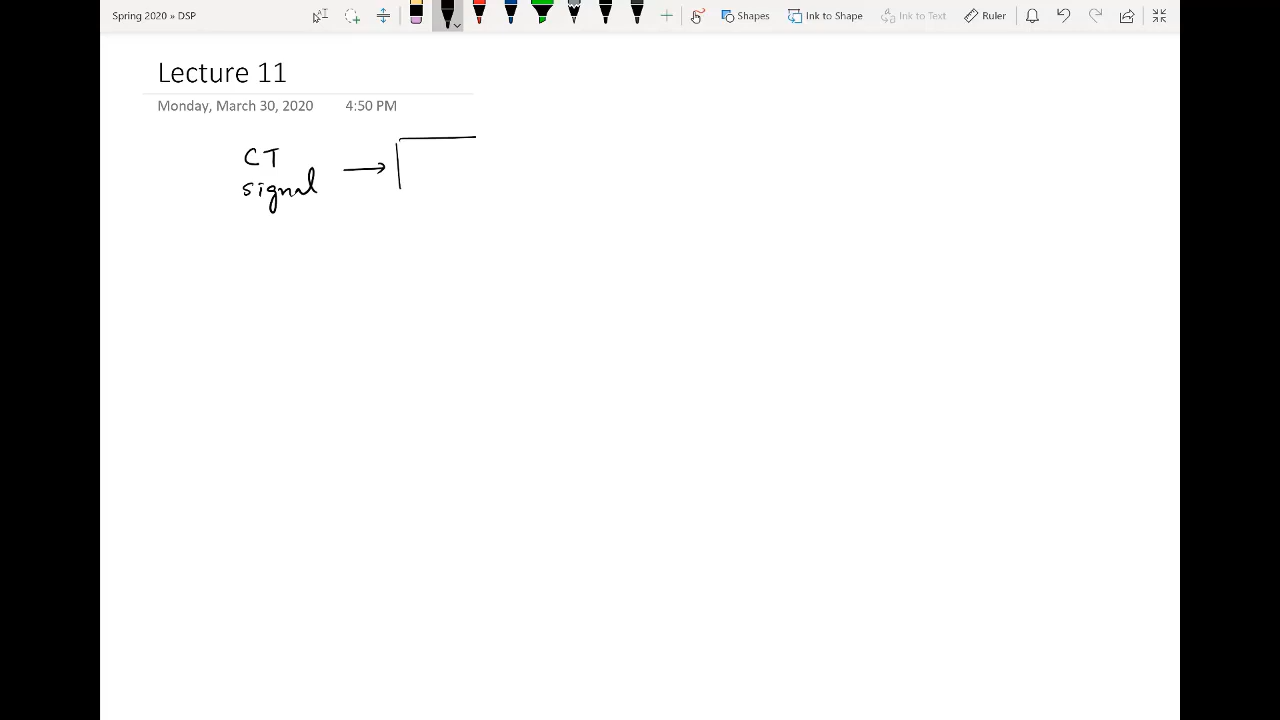 Spring 2020 » DSP
Shapes
Ink to Shape
Ink to Text
Ruler
Lecture 11
Monday, March 30, 2020 4:50 PM
CT
signal